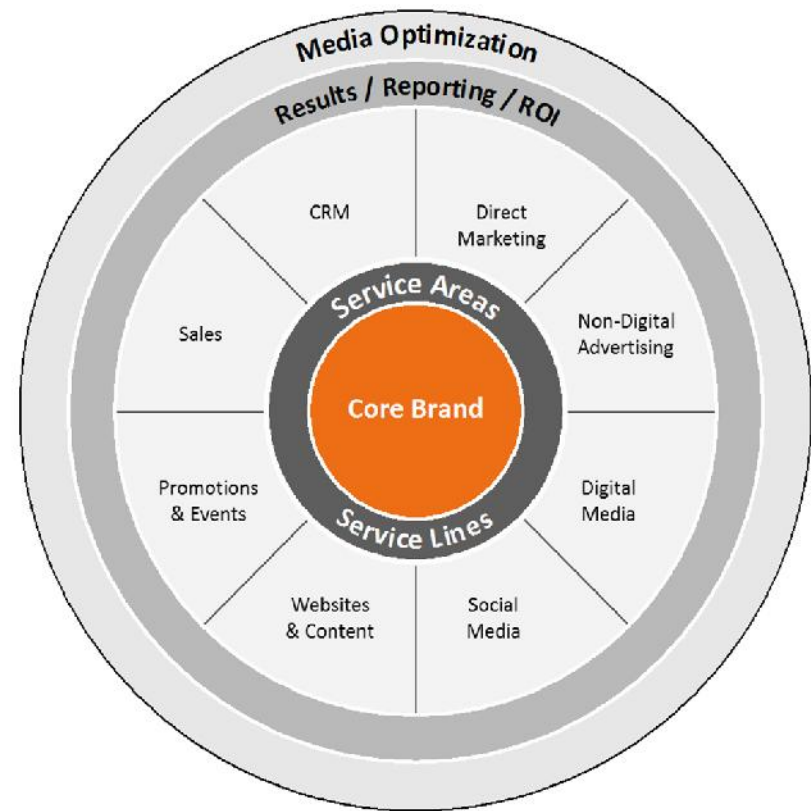 Media Optimization
Results / Reporting / ROI
CRM
Direct
Marketing
Sales
Service Areas
Non-Digital
Advertising
Core Brand
Promotions
& Events
Service Lines
Digital
Media
Websites
& Content
Social
Media